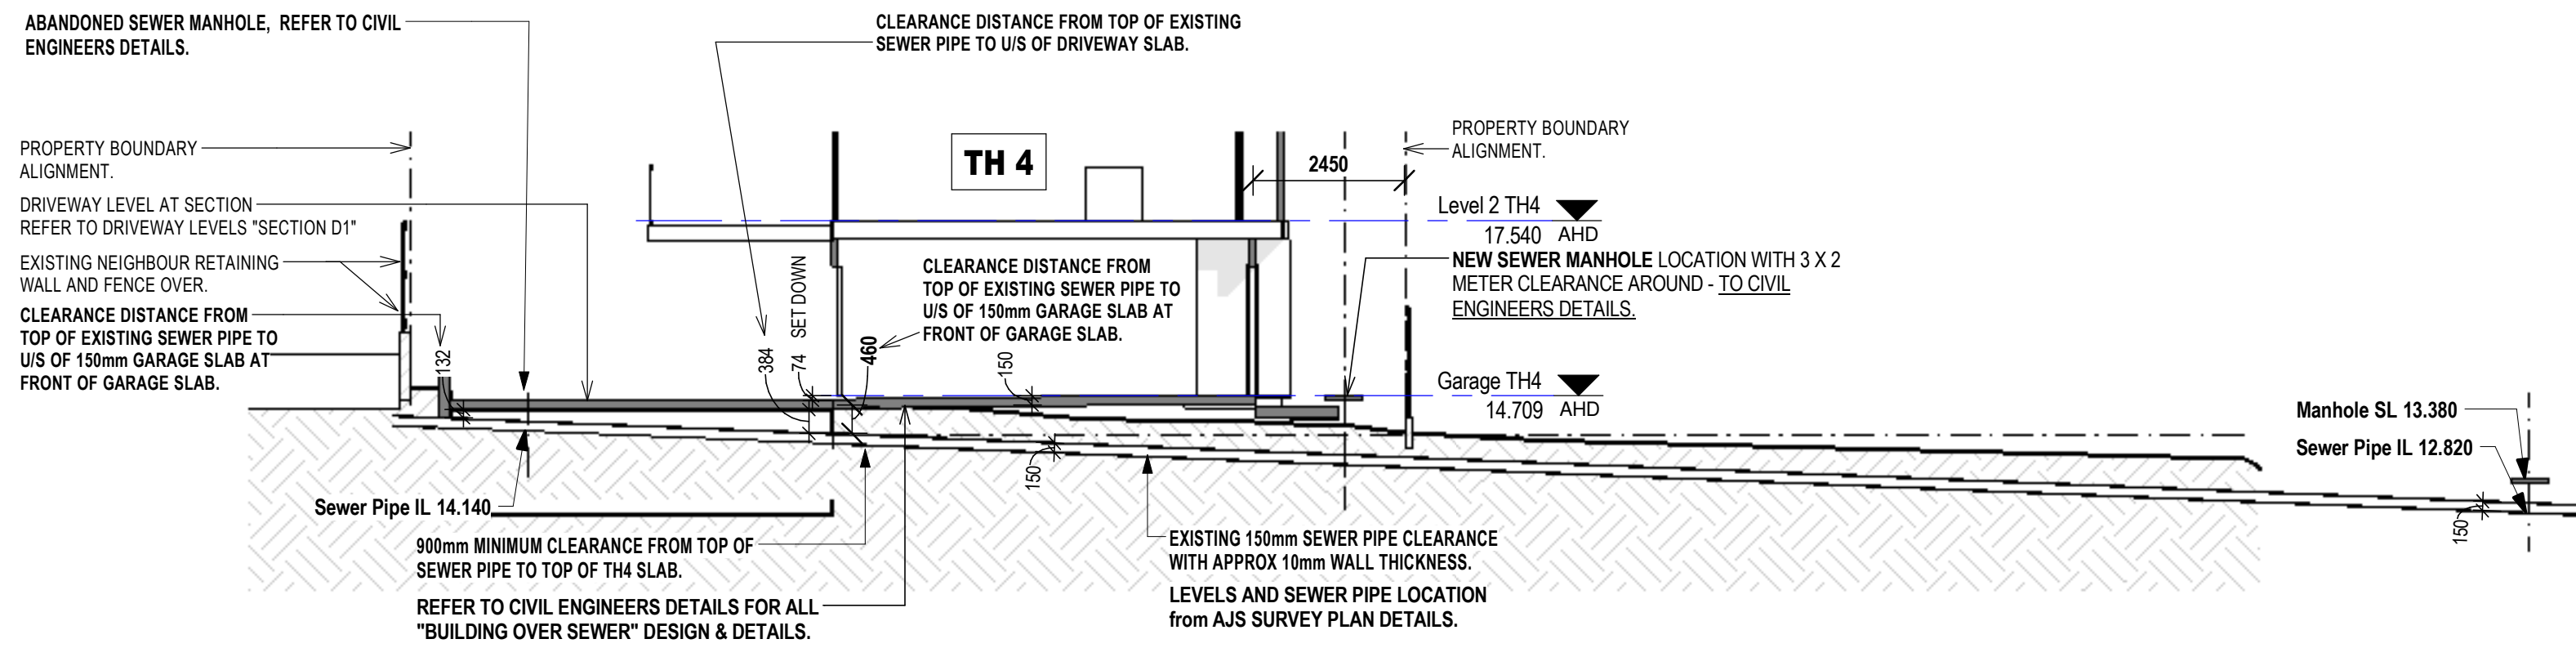 ABANDONED SEWER MANHOLE, REFER TO CIVIL
ENGINEERS DETAILS.
CLEARANCE DISTANCE FROM TOP OF EXISTING
SEWER PIPE TO U/S OF DRIVEWAY SLAB.
PROPERTY BOUNDARY
ALIGNMENT.
DRIVEWAY LEVEL AT SECTION
REFER TO DRIVEWAY LEVELS "SECTION D1"
EXISTING NEIGHBOUR RETAINING
WALL AND FENCE OVER.
CLEARANCE DISTANCE FROM
TOP OF EXISTING SEWER PIPE TO
U/S OF 150mm GARAGE SLAB AT
FRONT OF GARAGE SLAB.
132
384
74 SET DOWN
460
TH 4
CLEARANCE DISTANCE FROM
TOP OF EXISTING SEWER PIPE TO
U/S OF 150mm GARAGE SLAB AT
FRONT OF GARAGE SLAB.
150
150
2450
PROPERTY BOUNDARY
ALIGNMENT.
Level 2 TH4
17.540 AHD
NEW SEWER MANHOLE LOCATION WITH 3 X 2
METER CLEARANCE AROUND - TO CIVIL
ENGINEERS DETAILS.
Garage TH4
14.709 AHD
Manhole SL 13.380
Sewer Pipe IL 12.820
150
Sewer Pipe IL 14.140
900mm MINIMUM CLEARANCE FROM TOP OF
SEWER PIPE TO TOP OF TH4 SLAB.
REFER TO CIVIL ENGINEERS DETAILS FOR ALL
"BUILDING OVER SEWER" DESIGN & DETAILS.
EXISTING 150mm SEWER PIPE CLEARANCE
WITH APPROX 10mm WALL THICKNESS.
LEVELS AND SEWER PIPE LOCATION
from AJS SURVEY PLAN DETAILS.